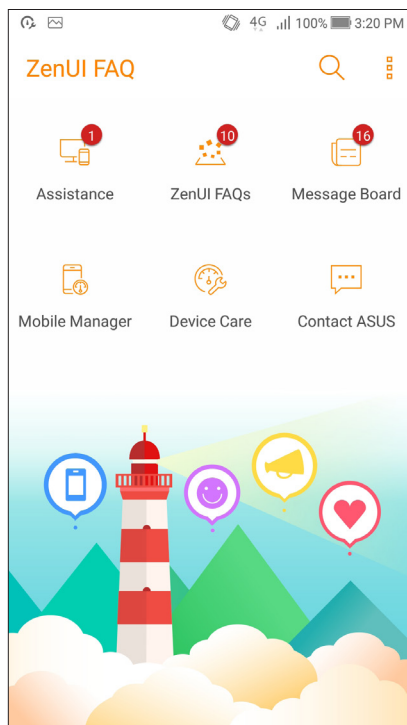 4G 100% 3:20 PM
ZenUI FAQ
1 10 16
Assistance ZenUI FAQs Message Board
Mobile Manager Device Care Contact ASUS